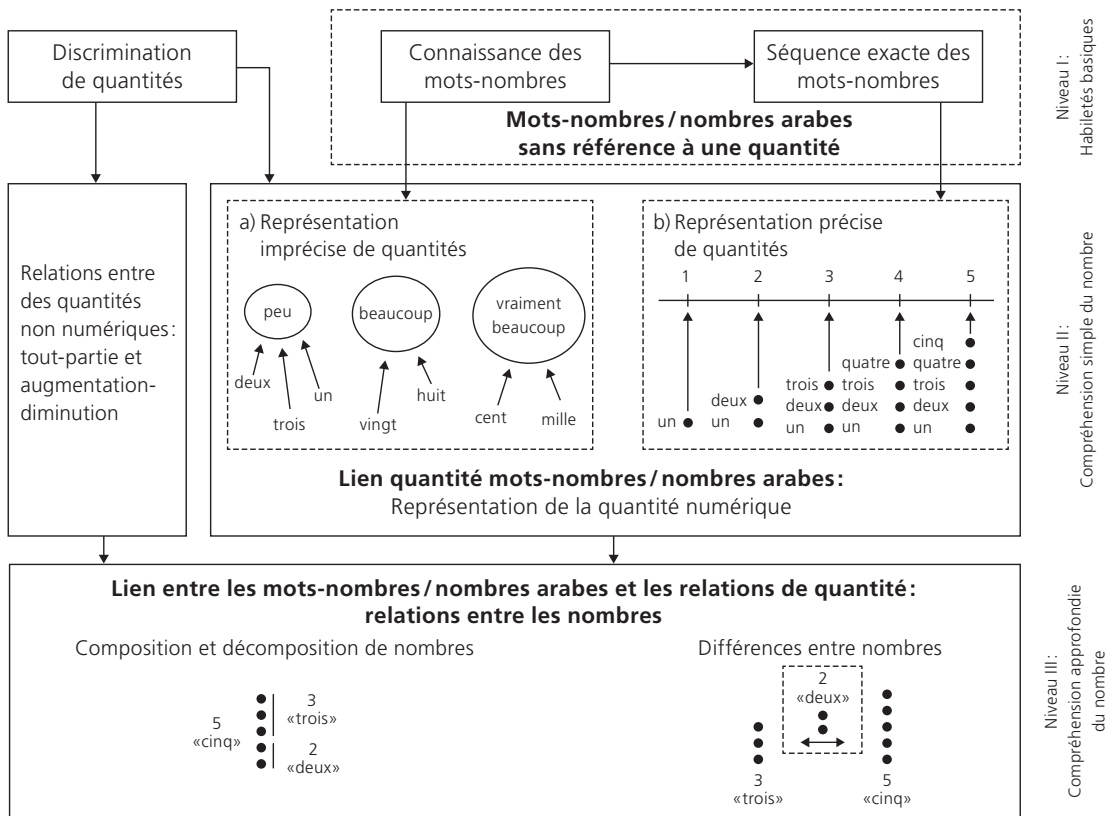 Discrimination
de quantités
Connaissance des
mots-nombres
Séquence exacte des
mots-nombres
Mots-nombres/nombres arabes
sans référence à une quantité
Niveau I:
Habiletés basiques
Relations entre
des quantités
non numériques:
tout-partie et
augmentation-
diminution
a) Représentation
imprécise de quantités
peu
beaucoup
vraiment
beaucoup
deux
trois
un
vingt
huit
cent
mille
b) Représentation précise
de quantités
1 2 3 4 5
cinq
quatre quatre
trois trois trois
deux deux deux deux
un un un un un
Lien quantité mots-nombres/nombres arabes:
Représentation de la quantité numérique
Niveau II:
Compréhension simple du nombre
Lien entre les mots-nombres/nombres arabes et les relations de quantité:
relations entre les nombres
Composition et décomposition de nombres
5
«cinq»
3
«trois»
2
«deux»
Différences entre nombres
2
«deux»
3
«trois»
5
«cinq»
Niveau III:
Compréhension approfondie
du nombre